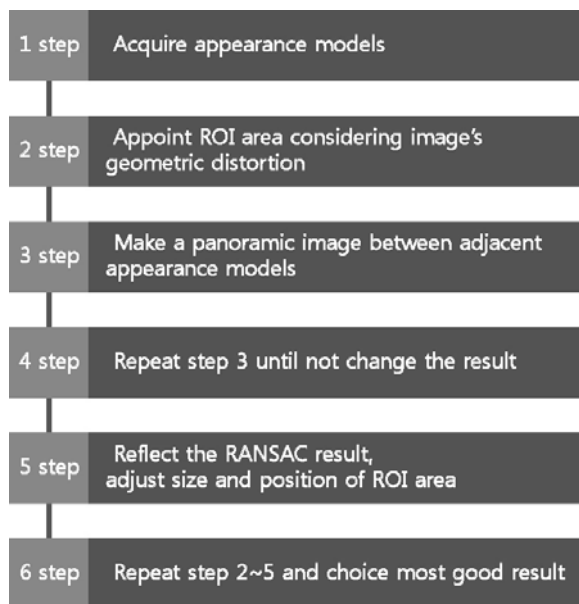 1 step Acquire appearance models
2 step Appoint ROI area considering image's
geometric distortion
3 step Make a panoramic image between adjacent
appearance models
4 step Repeat step 3 until not change the result
5 step Reflect the RANSAC result,
adjust size and position of ROI area
6 step Repeat step 2~5 and choice most good result